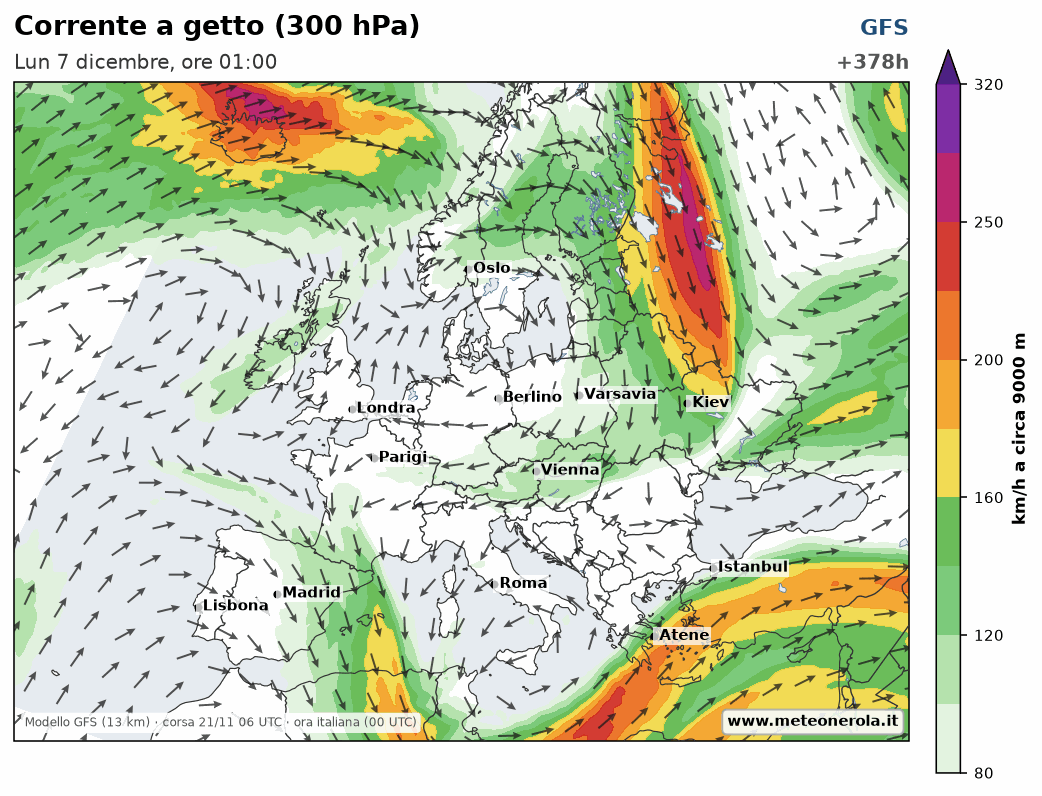 Corrente a getto (300 hPa)
GFS
Lun 7 dicembre, ore 01:00
+378h
320
250
200
160
120
80
km/h a circa 9000 m
Oslo
Berlino
Varsavia
Kiev
Londra
Parigi
Vienna
Istanbul
Roma
Madrid
Lisbona
Atene
Modello GFS (13 km) · corsa 21/11 06 UTC · ora italiana (00 UTC)
www.meteonerola.it